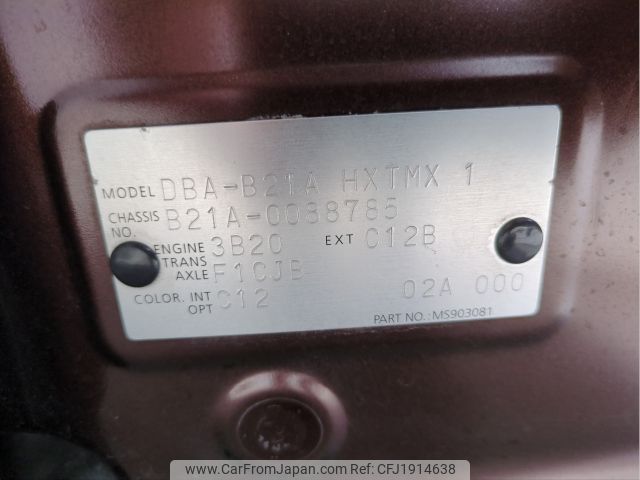 MODEL DBA-B21A HXTMX 1
CHASSIS NO. B21A-0038785
ENGINE 3B20 EXT C12B
TRANS AXLE F1CJB
COLOR. INT C12 02A 000
OPT
PART NO.: MS903081
www.CarFromJapan.com Ref: CFJ1914638